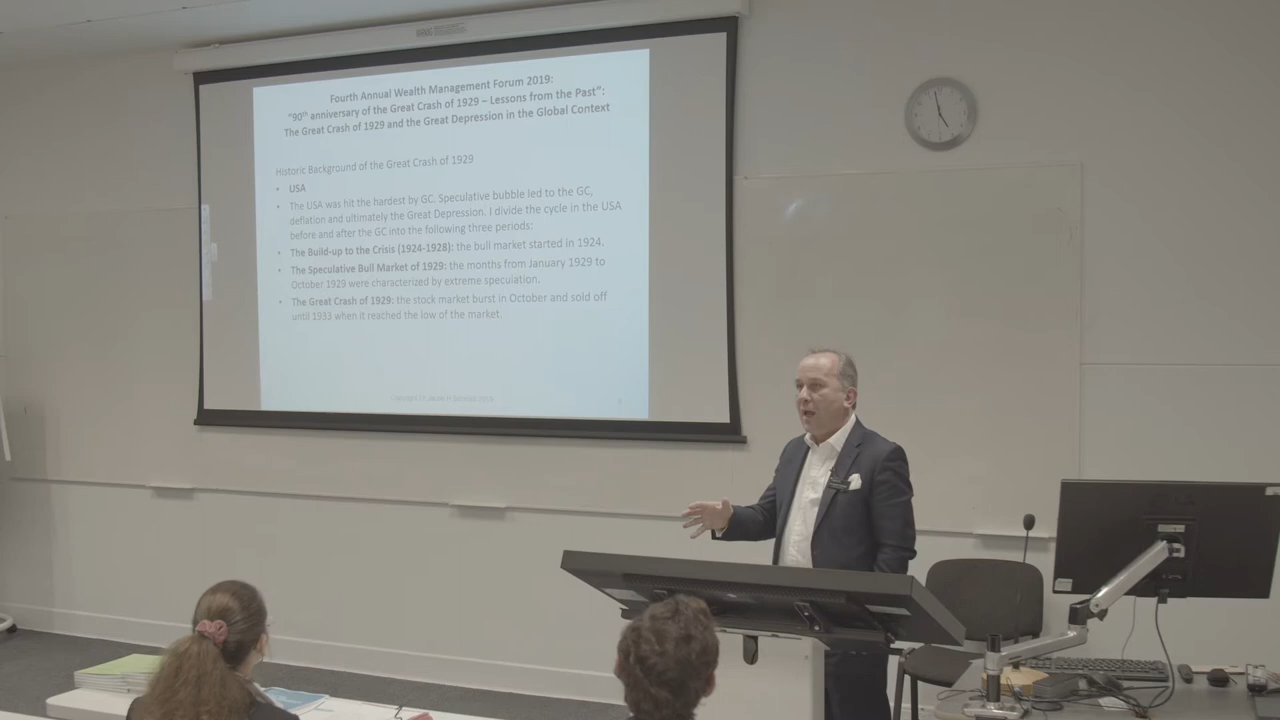 Fourth Annual Wealth Management Forum 2019:
"90th anniversary of the Great Crash of 1929 – Lessons from the Past":
The Great Crash of 1929 and the Great Depression in the Global Context
Historic Background of the Great Crash of 1929
• USA
• The USA was hit the hardest by GC. Speculative bubble led to the GC,
deflation and ultimately the Great Depression. I divide the cycle in the USA
before and after the GC into the following three periods:
• The Build-up to the Crisis (1924-1928): the bull market started in 1924.
• The Speculative Bull Market of 1929: the months from January 1929 to
October 1929 were characterized by extreme speculation.
• The Great Crash of 1929: the stock market burst in October and sold off
until 1933 when it reached the low of the market.